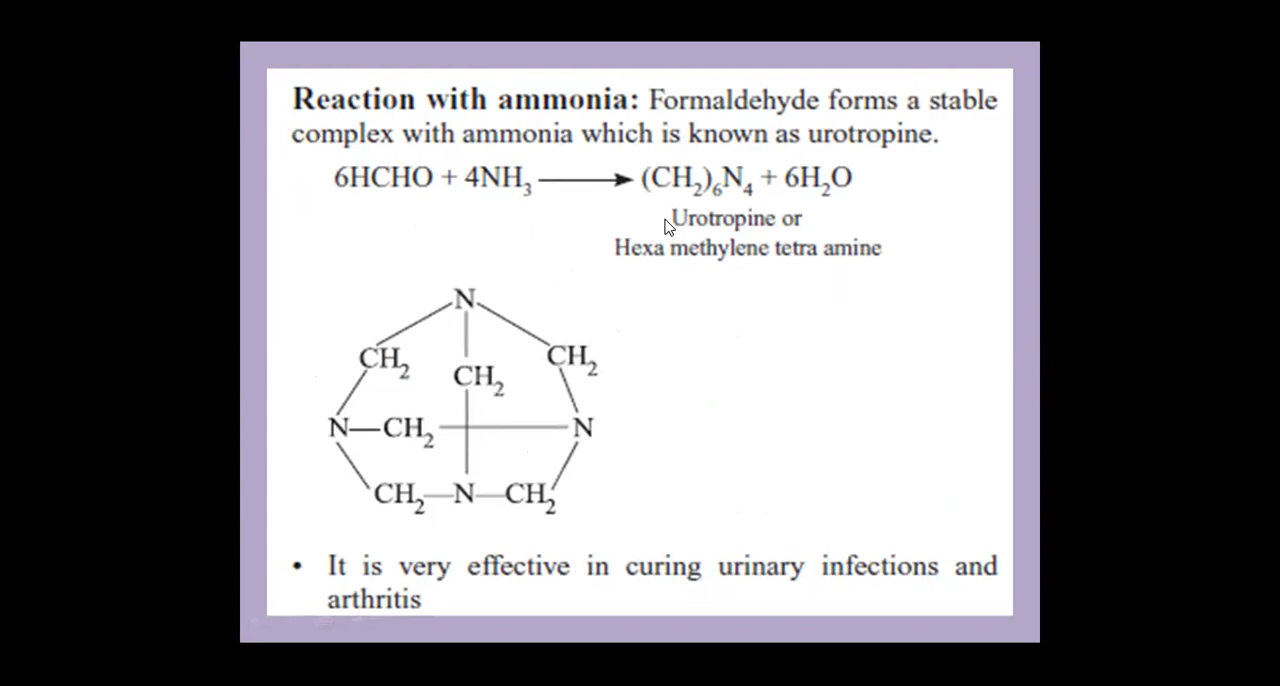 Reaction with ammonia: Formaldehyde forms a stable
complex with ammonia which is known as urotropine.
6HCHO + 4NH₃ ⟶ (CH₂)₆N₄ + 6H₂O
Urotropine or
Hexa methylene tetra amine
N
CH₂ CH₂ CH₂
N—CH₂ N
CH₂—N—CH₂
• It is very effective in curing urinary infections and
arthritis